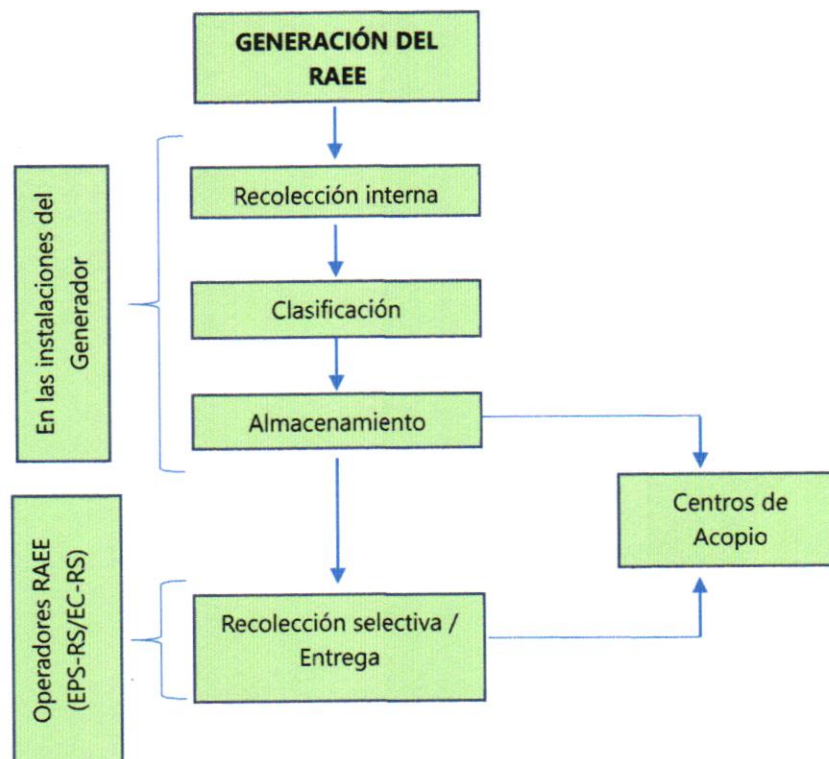 GENERACIÓN DEL
RAEE
En las instalaciones del
Generador
Recolección interna
Clasificación
Almacenamiento
Centros de
Acopio
Operadores RAEE
(EPS-RS/EC-RS)
Recolección selectiva /
Entrega